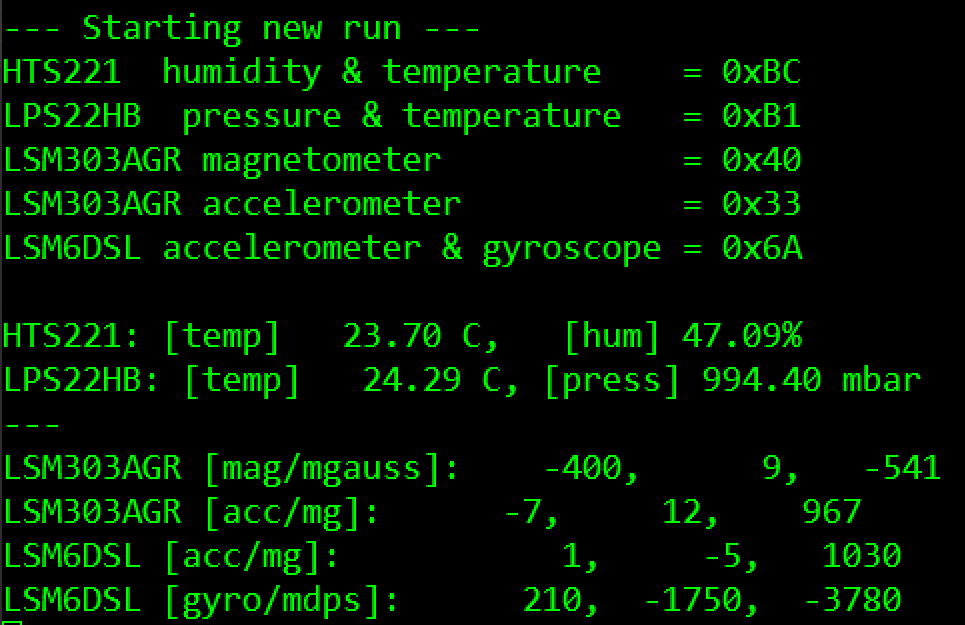 --- Starting new run ---
HTS221  humidity & temperature    = 0xBC
LPS22HB  pressure & temperature   = 0xB1
LSM303AGR magnetometer            = 0x40
LSM303AGR accelerometer           = 0x33
LSM6DSL accelerometer & gyroscope = 0x6A

HTS221: [temp]   23.70 C,   [hum] 47.09%
LPS22HB: [temp]   24.29 C, [press] 994.40 mbar
---
LSM303AGR [mag/mgauss]:    -400,      9,   -541
LSM303AGR [acc/mg]:      -7,     12,    967
LSM6DSL [acc/mg]:           1,     -5,   1030
LSM6DSL [gyro/mdps]:      210,  -1750,  -3780